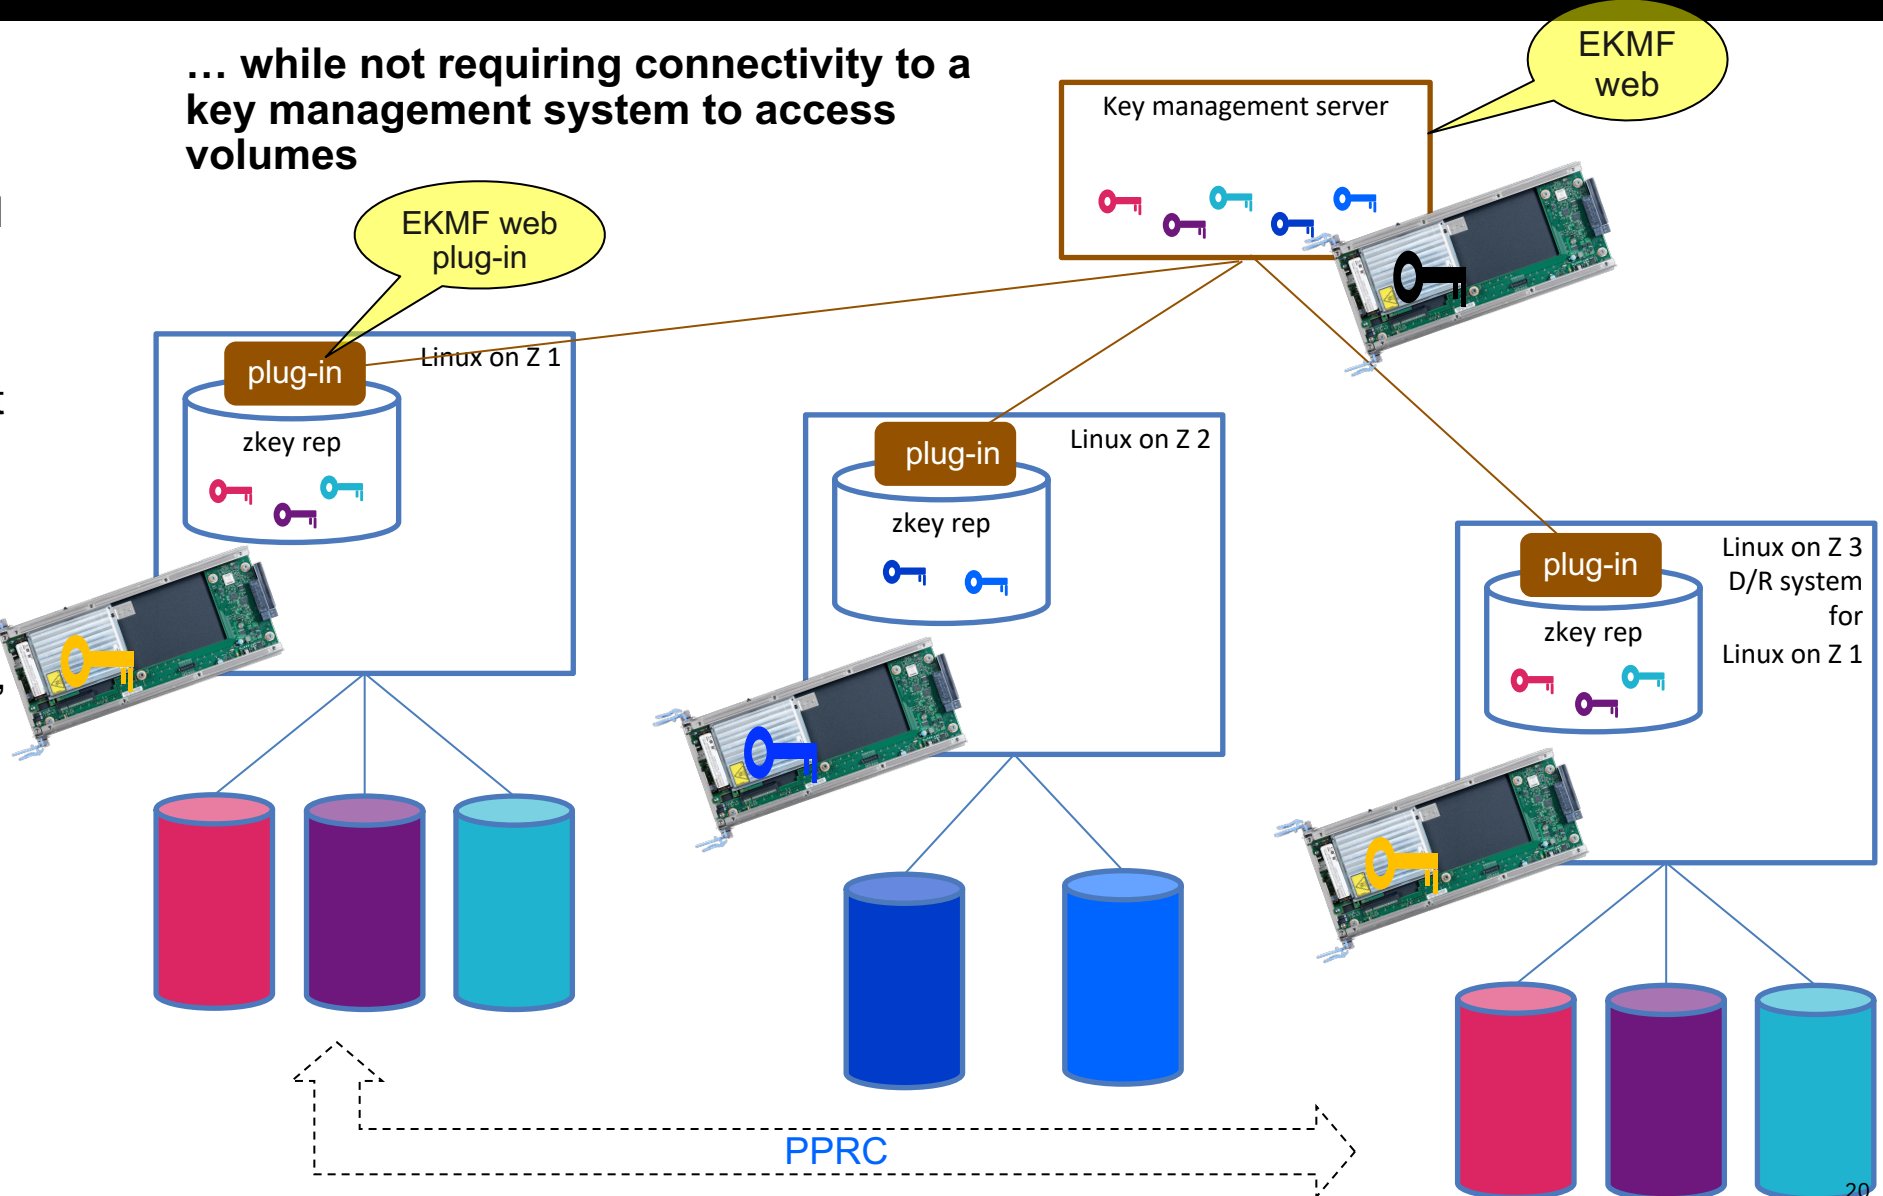 … while not requiring connectivity to a
key management system to access
volumes
EKMF
web
Key management server
EKMF web
plug-in
plug-in
Linux on Z 1
zkey rep
plug-in
Linux on Z 2
zkey rep
plug-in
Linux on Z 3
D/R system
for
Linux on Z 1
zkey rep
PPRC
20